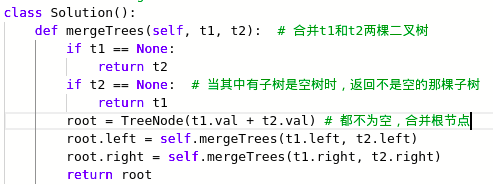 class Solution():
    def mergeTrees(self, t1, t2):  # 合并t1和t2两棵二叉树
        if t1 == None:
            return t2
        if t2 == None:  # 当其中有子树是空树时，返回不是空的那棵子树
            return t1
        root = TreeNode(t1.val + t2.val) # 都不为空，合并根节点
        root.left = self.mergeTrees(t1.left, t2.left)
        root.right = self.mergeTrees(t1.right, t2.right)
        return root